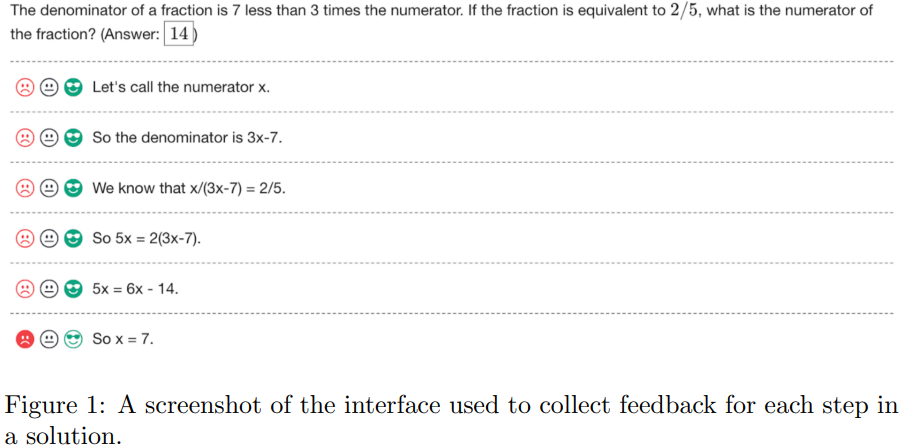 The denominator of a fraction is 7 less than 3 times the numerator. If the fraction is equivalent to 2/5, what is the numerator of
the fraction? (Answer: 14)
Let's call the numerator x.
So the denominator is 3x-7.
We know that x/(3x-7) = 2/5.
So 5x = 2(3x-7).
5x = 6x - 14.
So x = 7.
Figure 1: A screenshot of the interface used to collect feedback for each step in
a solution.